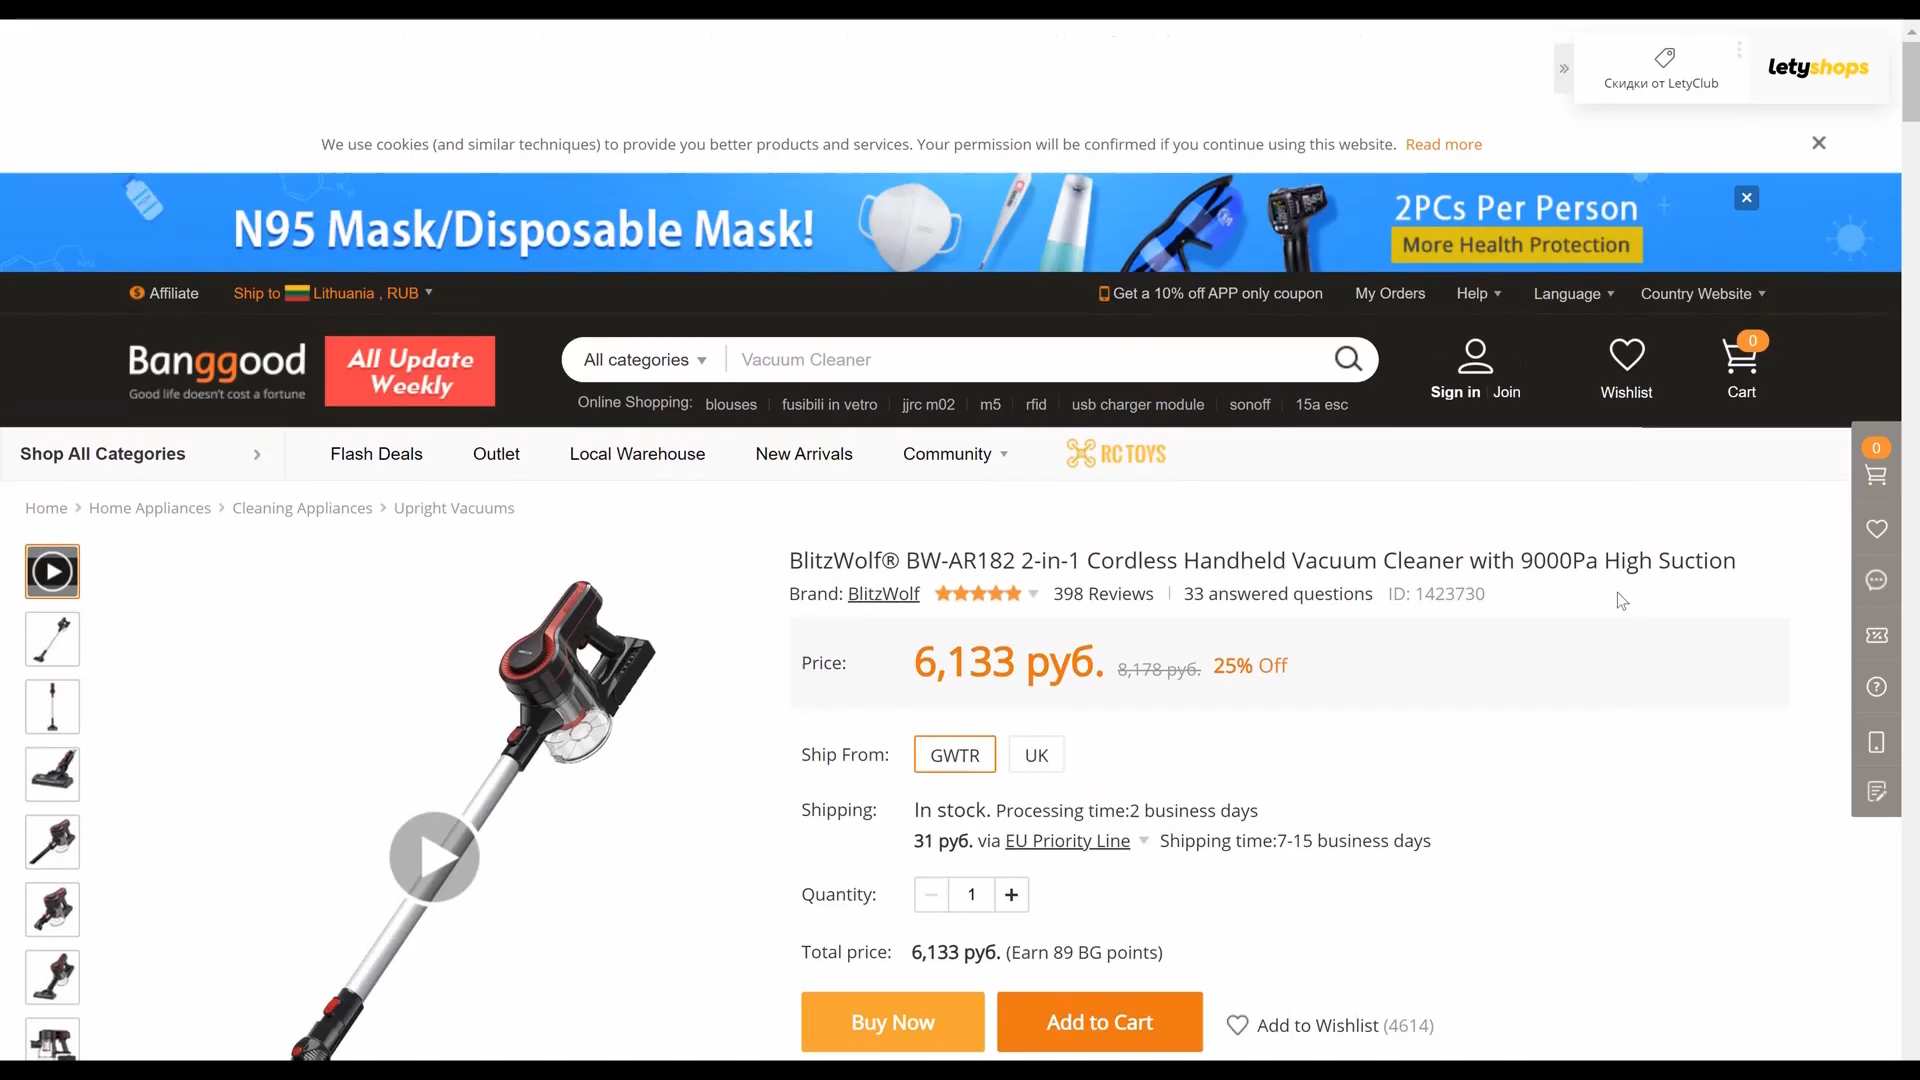 Скидки от LetyClub
letyshops
We use cookies (and similar techniques) to provide you better products and services. Your permission will be confirmed if you continue using this website. Read more
N95 Mask/Disposable Mask!
2PCs Per Person
More Health Protection
Affiliate Ship to Lithuania , RUB
Get a 10% off APP only coupon My Orders Help Language Country Website
Banggood
Good life doesn't cost a fortune
All Update
Weekly
All categories Vacuum Cleaner
Online Shopping: blouses fusibili in vetro jjrc m02 m5 rfid usb charger module sonoff 15a esc
Sign in Join
Wishlist
0
Cart
Shop All Categories Flash Deals Outlet Local Warehouse New Arrivals Community RC TOYS
0
Home > Home Appliances > Cleaning Appliances > Upright Vacuums
BlitzWolf® BW-AR182 2-in-1 Cordless Handheld Vacuum Cleaner with 9000Pa High Suction
Brand: BlitzWolf 398 Reviews 33 answered questions ID: 1423730
Price: 6,133 руб. 8,178 руб. 25% Off
Ship From: GWTR UK
Shipping: In stock. Processing time:2 business days
31 руб. via EU Priority Line Shipping time:7-15 business days
Quantity: − 1 +
Total price: 6,133 руб. (Earn 89 BG points)
Buy Now Add to Cart Add to Wishlist (4614)